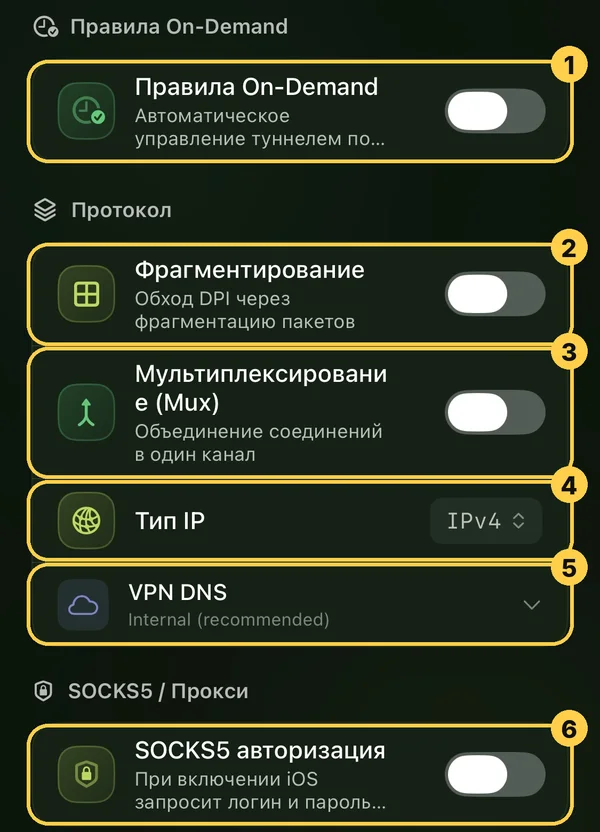 Правила On-Demand
1
Правила On-Demand
Автоматическое
управление туннелем по...
Протокол
2
Фрагментирование
Обход DPI через
фрагментацию пакетов
3
Мультиплексировани
е (Mux)
Объединение соединений
в один канал
4
Тип IP
IPv4
5
VPN DNS
Internal (recommended)
SOCKS5 / Прокси
6
SOCKS5 авторизация
При включении iOS
запросит логин и пароль...